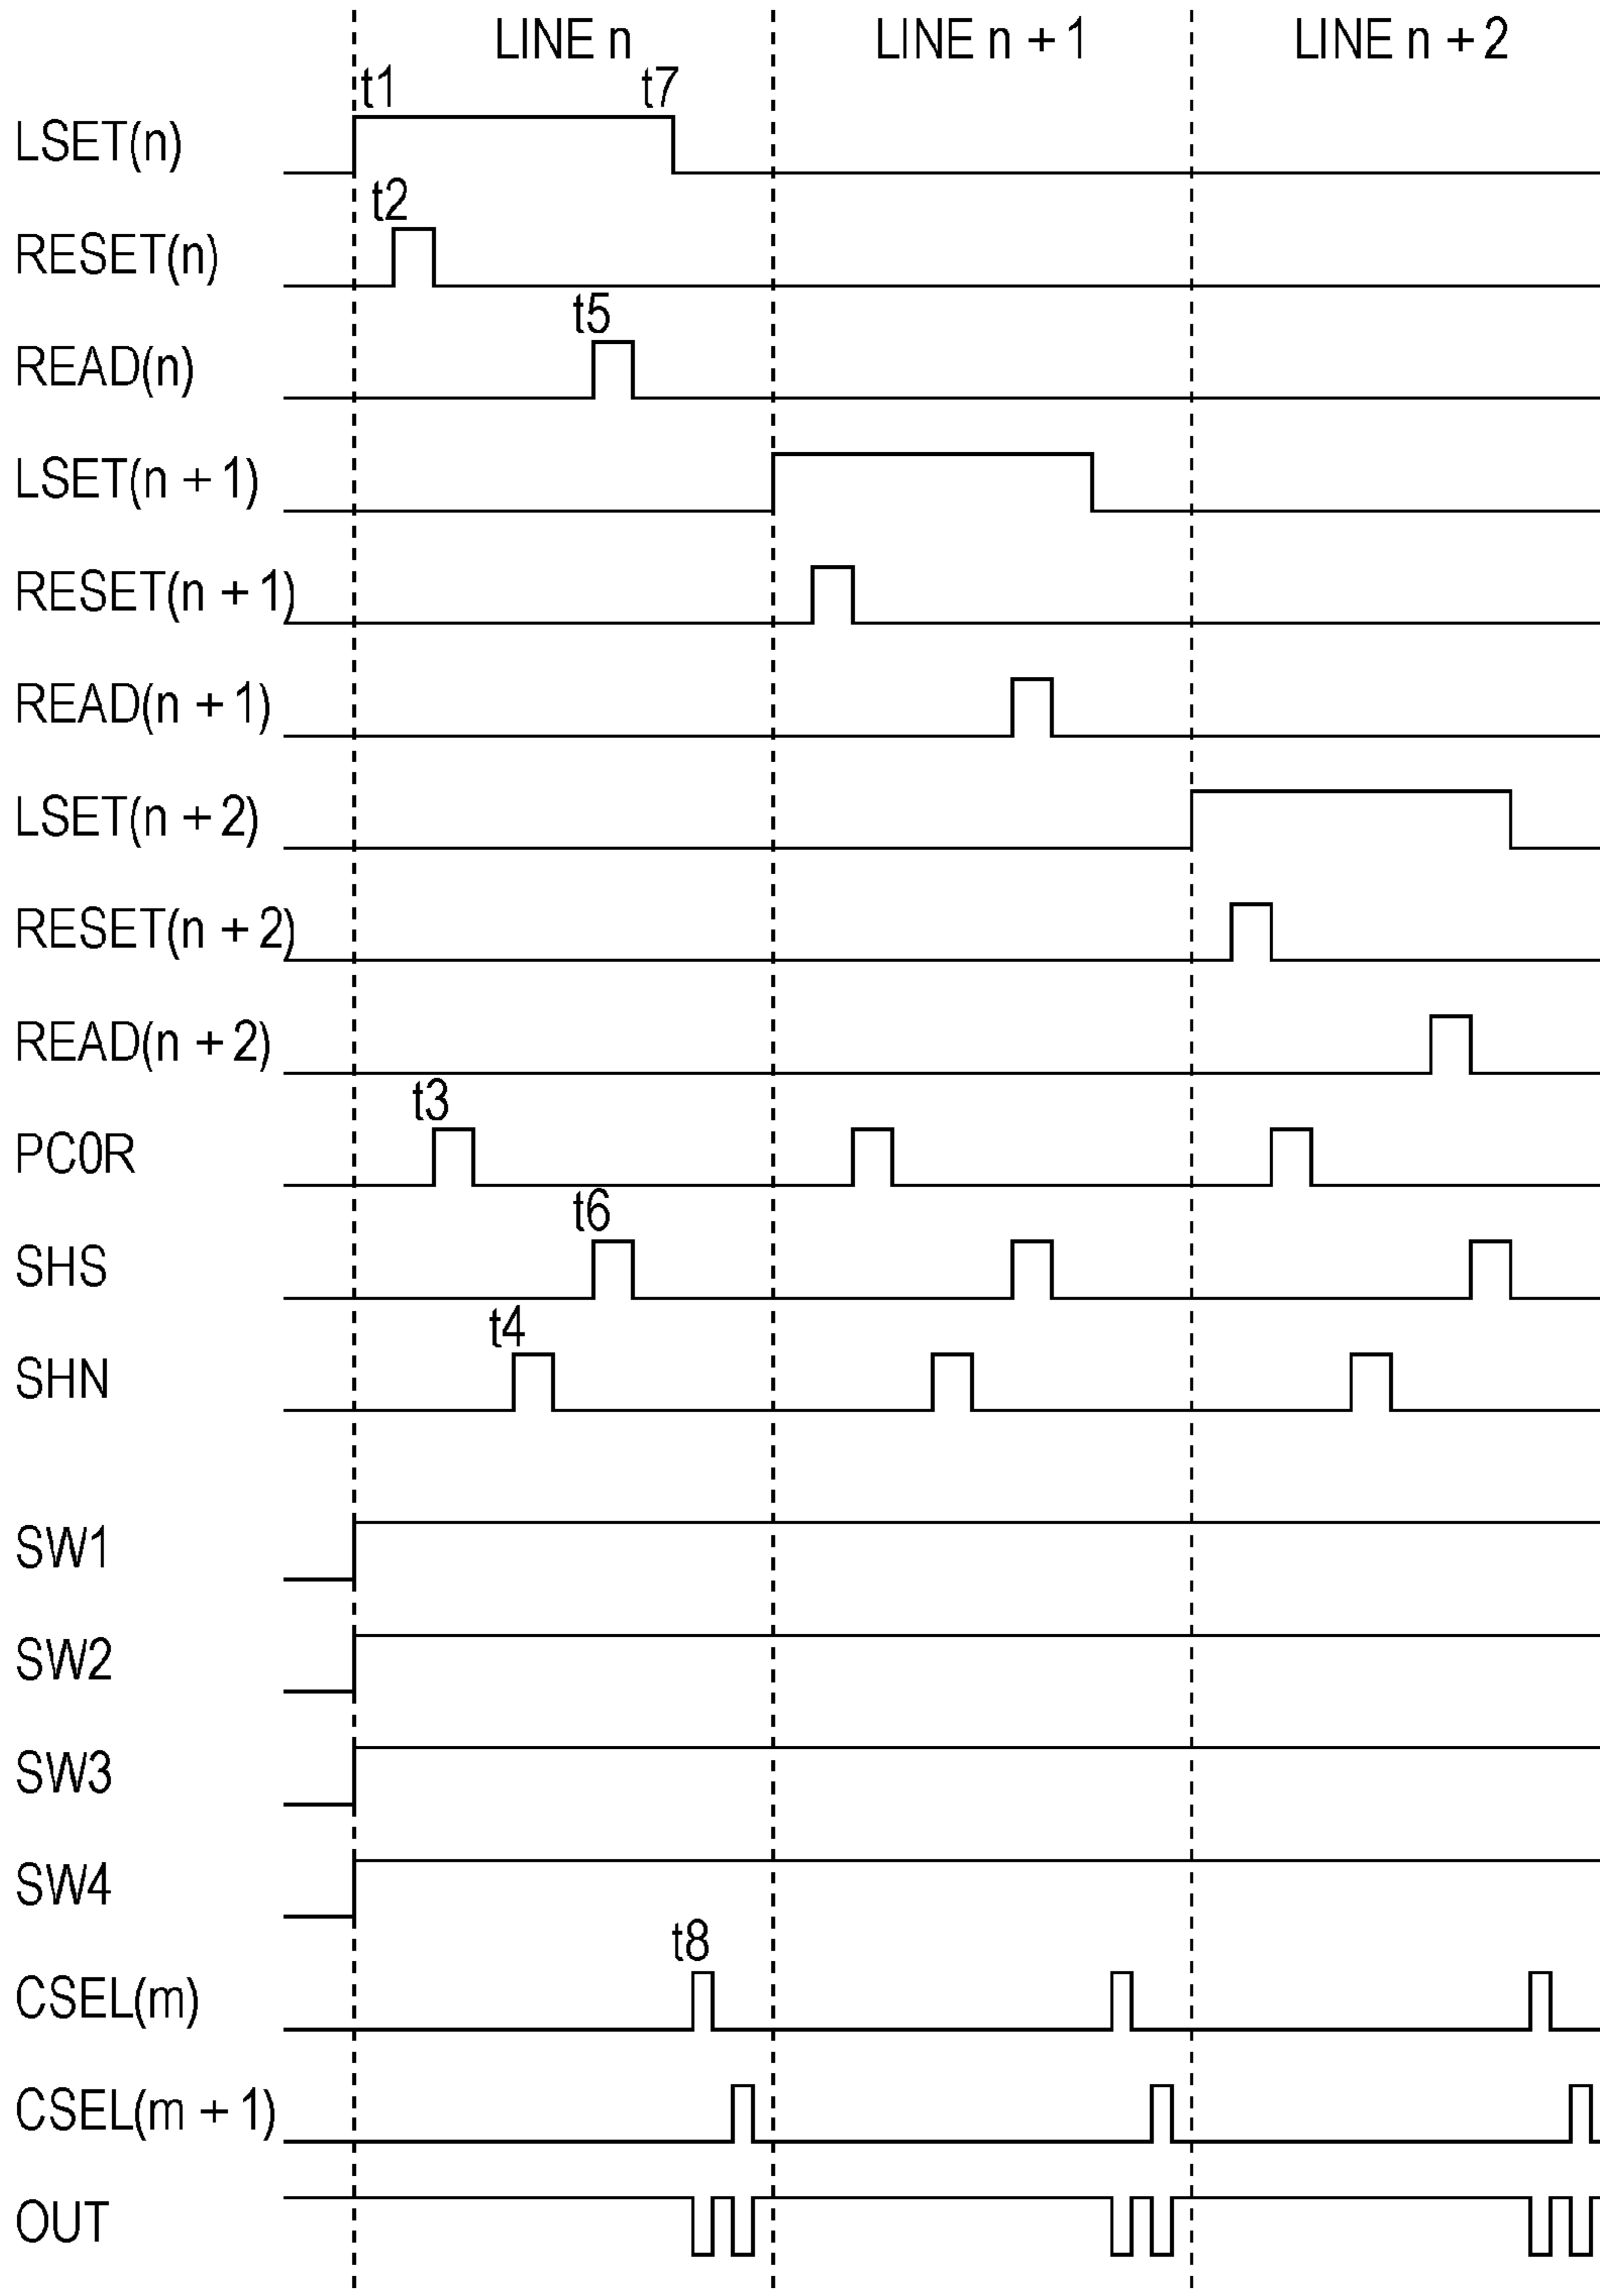 LINE n LINE n + 1 LINE n + 2
t1 t7
LSET(n)
t2
RESET(n)
t5
READ(n)
LSET(n + 1)
RESET(n + 1)
READ(n + 1)
LSET(n + 2)
RESET(n + 2)
READ(n + 2)
t3
PC0R
t6
SHS
t4
SHN
SW1
SW2
SW3
SW4
t8
CSEL(m)
CSEL(m + 1)
OUT